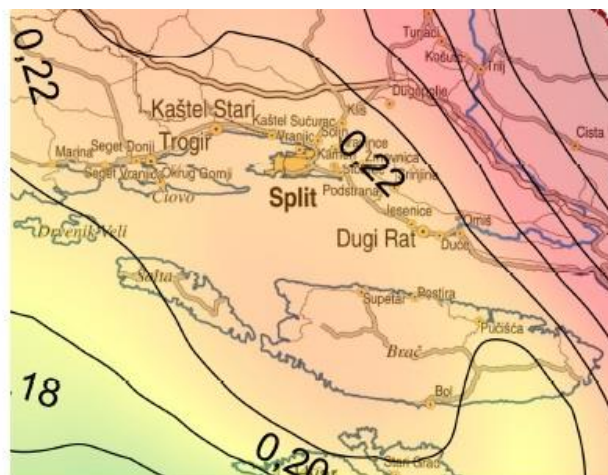 Turjaci
Košute
Trilj
0,22
Dugopolje
Kaštel Stari
Klis
Kaštel Sućurac
Solin
Cista
Trogir
Vranjic
0,22
Seget Donji
Marina
Kamen
Seget Vranjic
Okrug Gornji
Podstrana
Čiovo
Split
Jesenice
Omiš
Drvenik Veli
Dugi Rat
Duće
Šolta
Supetar
Postira
Pučišća
Brač
18
Bol
0,20
Stari Grad